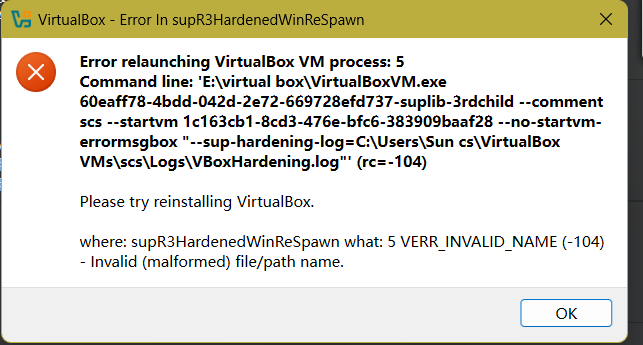 VirtualBox - Error In supR3HardenedWinReSpawn
Error relaunching VirtualBox VM process: 5
Command line: 'E:\virtual box\VirtualBoxVM.exe
60eaff78-4bdd-042d-2e72-669728efd737-suplib-3rdchild --comment
scs --startvm 1c163cb1-8cd3-476e-bfc6-383909baaf28 --no-startvm-
errormsgbox "--sup-hardening-log=C:\Users\Sun cs\VirtualBox
VMs\scs\Logs\VBoxHardening.log"' (rc=-104)
Please try reinstalling VirtualBox.
where: supR3HardenedWinReSpawn what: 5 VERR_INVALID_NAME (-104)
- Invalid (malformed) file/path name.
OK